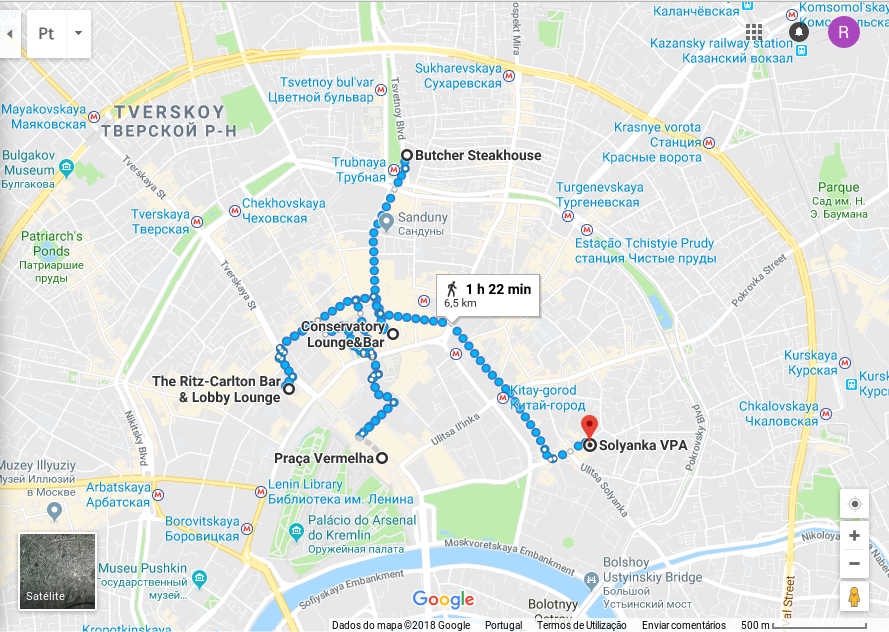 Pt
Каланчёвская
Komsomol'skaya
Kazansky railway station
Казанский вокзал
R
ospekt Mira
Sukharevskaya
Сухаревская
Tsvetnoy bul'var
Цветной бульвар
Tsvetnoy Blvd
Mayakovskaya
Маяковская
TVERSKOY
ТВЕРСКОЙ Р-Н
Krasnye vorota
Станция
Красные ворота
Bulgakov
Museum
Булгакова
Tverskaya St
Trubnaya
Трубная
Butcher Steakhouse
Turgenevskaya
Тургеневская
Parque
Сад им. Н.
Э. Баумана
Chekhovskaya
Чеховская
Tverskaya
Тверская
Sanduny
Сандуны
Patriarch's
Ponds
Патриаршие
пруды
Estação Tchistyie Prudy
станция Чистые пруды
Tverskaya St
Pokrovka Street
1 h 22 min
6,5 km
Conservatory
Lounge&Bar
Kurskaya
Курская
The Ritz-Carlton Bar
& Lobby Lounge
Kitay-gorod
Китай-город
Chkalovskaya
Чкаловская
Nikitsky Blvd
Ulitsa Il'inka
Pokrovsky Blvd
Solyanka VPA
Praça Vermelha
Ulitsa Solyanka
Muzey Illyuziy
Музей Иллюзий
в Москве
Arbatskaya
Арбатская
Lenin Library
Библиотека им. Ленина
Borovitskaya
Боровицкая
Palácio do Arsenal
do Kremlin
Оружейная палата
Moskvoretskaya Embankment
Sofiyskaya Embankment
Museu Pushkin
Государственный
музей...
Bolshoy
Ustyinskiy Bridge
Большой
Устьинский мост
Bolotnyy
Kropotkinskaya
Satélite
Google
Dados do mapa ©2018 Google
Portugal
Termos de Utilização
Enviar comentários
500 m